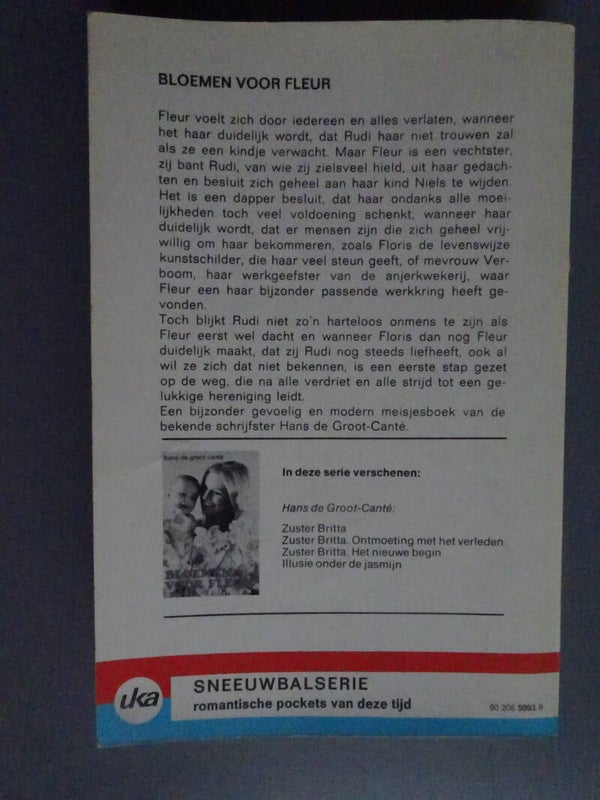 BLOEMEN VOOR FLEUR
Fleur voelt zich door iedereen en alles verlaten, wanneer
het haar duidelijk wordt, dat Rudi haar niet trouwen zal
als ze een kindje verwacht. Maar Fleur is een vechtster,
zij bant Rudi, van wie zij zielsveel hield, uit haar gedach-
ten en besluit zich geheel aan haar kind Niels te wijden.
Het is een dapper besluit, dat haar ondanks alle moei-
lijkheden toch veel voldoening schenkt, wanneer haar
duidelijk wordt, dat er mensen zijn die zich geheel vrij-
willig om haar bekommeren, zoals Floris de levenswijze
kunstschilder, die haar veel steun geeft, of mevrouw Ver-
boom, haar werkgeefster van de anjerkwekerij, waar
Fleur een haar bijzonder passende werkkring heeft ge-
vonden.
Toch blijkt Rudi niet zo'n harteloos onmens te zijn als
Fleur eerst wel dacht en wanneer Floris dan nog Fleur
duidelijk maakt, dat zij Rudi nog steeds liefheeft, ook al
wil ze zich dat niet bekennen, is een eerste stap gezet
op de weg, die na alle verdriet en alle strijd tot een ge-
lukkige hereniging leidt.
Een bijzonder gevoelig en modern meisjesboek van de
bekende schrijfster Hans de Groot-Canté.
hans de groot-canté
BLOEMEN
VOOR FLEUR
In deze serie verschenen:
Hans de Groot-Canté:
Zuster Britta
Zuster Britta. Ontmoeting met het verleden
Zuster Britta. Het nieuwe begin
Illusie onder de jasmijn
uka
SNEEUWBALSERIE
romantische pockets van deze tijd
90 206 5093 9